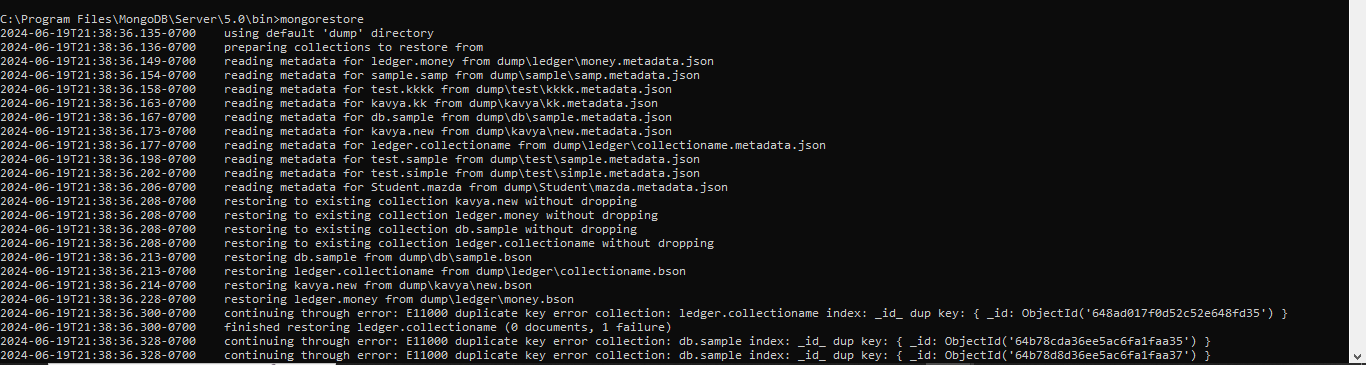 C:\Program Files\MongoDB\Server\5.0\bin>mongorestore
2024-06-19T21:38:36.135-0700    using default 'dump' directory
2024-06-19T21:38:36.136-0700    preparing collections to restore from
2024-06-19T21:38:36.149-0700    reading metadata for ledger.money from dump\ledger\money.metadata.json
2024-06-19T21:38:36.154-0700    reading metadata for sample.samp from dump\sample\samp.metadata.json
2024-06-19T21:38:36.158-0700    reading metadata for test.kkkk from dump\test\kkkk.metadata.json
2024-06-19T21:38:36.163-0700    reading metadata for kavya.kk from dump\kavya\kk.metadata.json
2024-06-19T21:38:36.167-0700    reading metadata for db.sample from dump\db\sample.metadata.json
2024-06-19T21:38:36.173-0700    reading metadata for kavya.new from dump\kavya\new.metadata.json
2024-06-19T21:38:36.177-0700    reading metadata for ledger.collectioname from dump\ledger\collectioname.metadata.json
2024-06-19T21:38:36.198-0700    reading metadata for test.sample from dump\test\sample.metadata.json
2024-06-19T21:38:36.202-0700    reading metadata for test.simple from dump\test\simple.metadata.json
2024-06-19T21:38:36.206-0700    reading metadata for Student.mazda from dump\Student\mazda.metadata.json
2024-06-19T21:38:36.208-0700    restoring to existing collection kavya.new without dropping
2024-06-19T21:38:36.208-0700    restoring to existing collection ledger.money without dropping
2024-06-19T21:38:36.208-0700    restoring to existing collection db.sample without dropping
2024-06-19T21:38:36.208-0700    restoring to existing collection ledger.collectioname without dropping
2024-06-19T21:38:36.213-0700    restoring db.sample from dump\db\sample.bson
2024-06-19T21:38:36.213-0700    restoring ledger.collectioname from dump\ledger\collectioname.bson
2024-06-19T21:38:36.214-0700    restoring kavya.new from dump\kavya\new.bson
2024-06-19T21:38:36.228-0700    restoring ledger.money from dump\ledger\money.bson
2024-06-19T21:38:36.300-0700    continuing through error: E11000 duplicate key error collection: ledger.collectioname index: _id_ dup key: { _id: ObjectId('648ad017f0d52c52e648fd35') }
2024-06-19T21:38:36.300-0700    finished restoring ledger.collectioname (0 documents, 1 failure)
2024-06-19T21:38:36.328-0700    continuing through error: E11000 duplicate key error collection: db.sample index: _id_ dup key: { _id: ObjectId('64b78cda36ee5ac6fa1faa35') }
2024-06-19T21:38:36.328-0700    continuing through error: E11000 duplicate key error collection: db.sample index: _id_ dup key: { _id: ObjectId('64b78d8d36ee5ac6fa1faa37') }